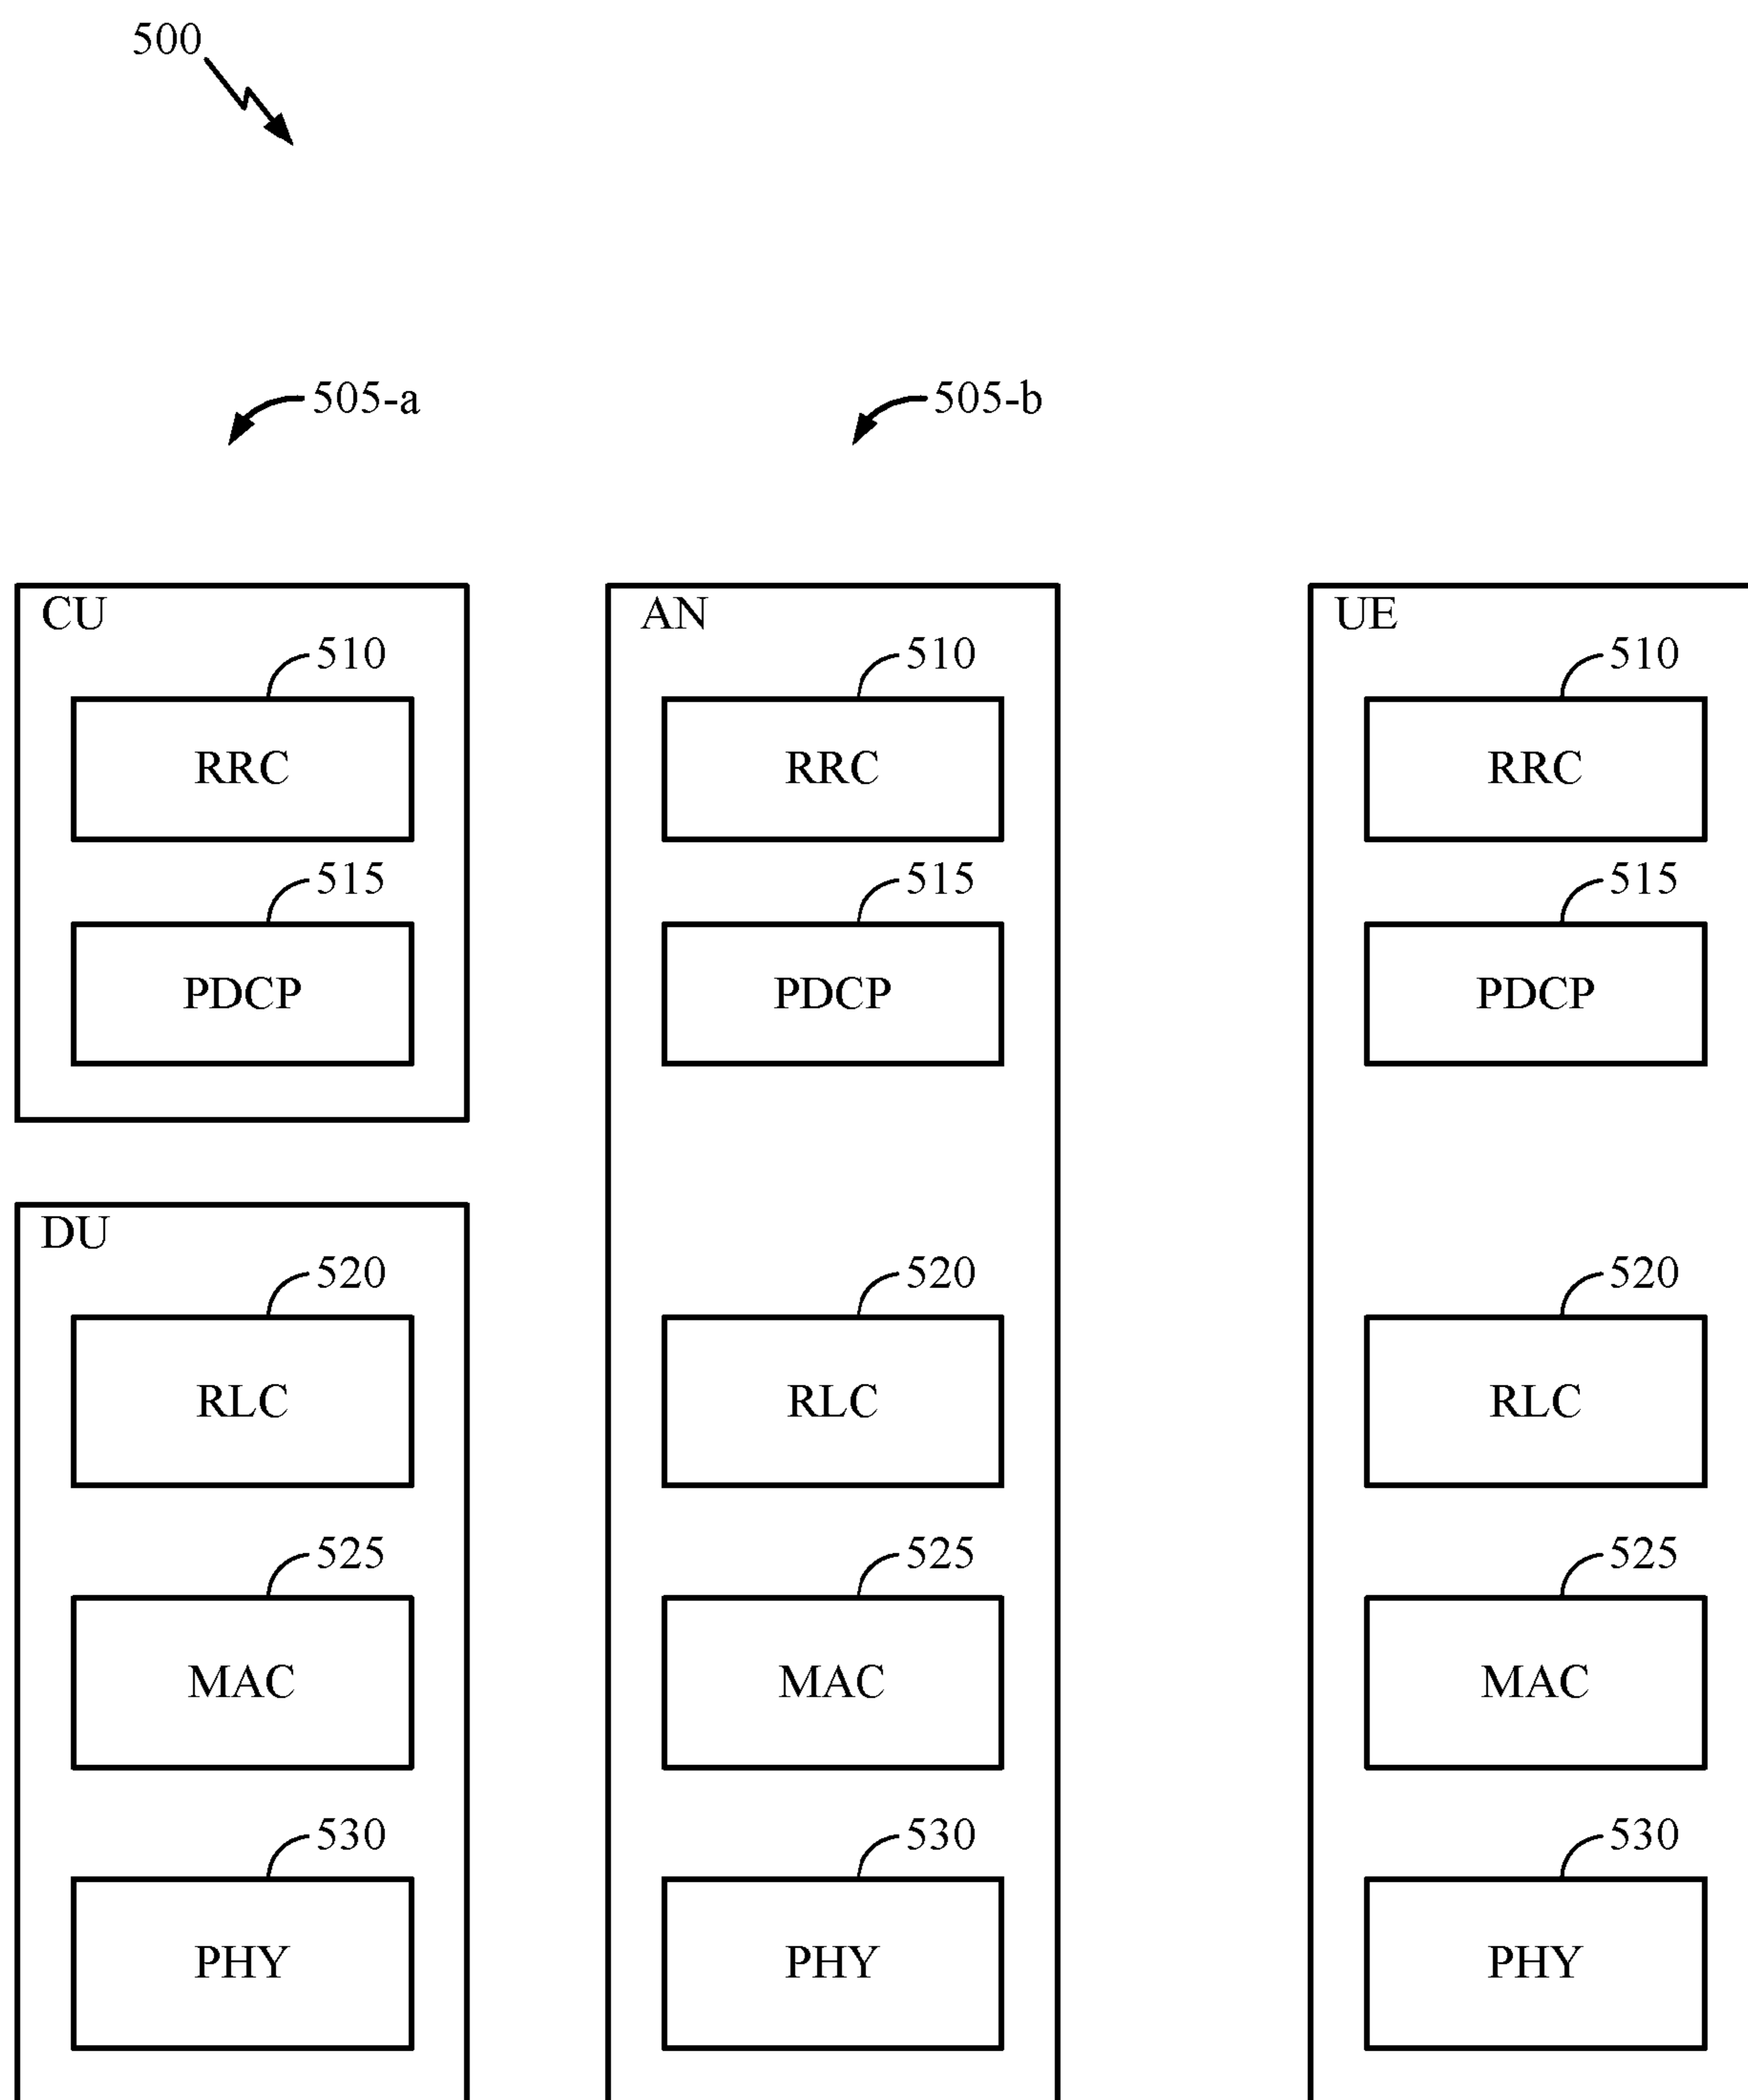 500
505-a 505-b
CU AN UE
510 510 510
RRC RRC RRC
515 515 515
PDCP PDCP PDCP
DU
520 520 520
RLC RLC RLC
525 525 525
MAC MAC MAC
530 530 530
PHY PHY PHY